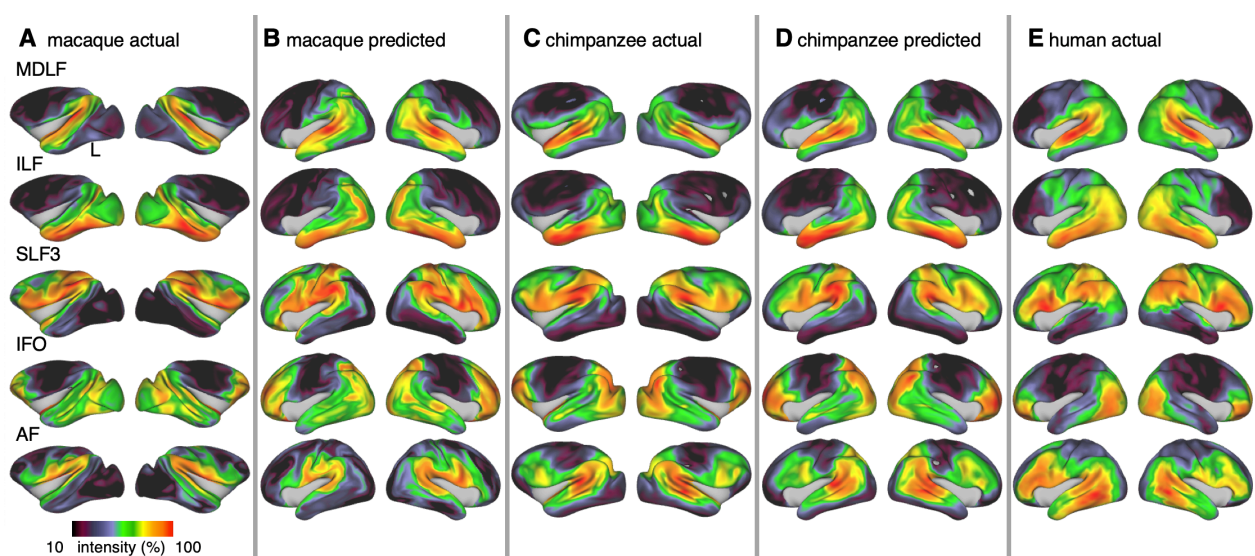 A macaque actual
B macaque predicted
C chimpanzee actual
D chimpanzee predicted
E human actual
MDLF
L
ILF
SLF3
IFO
AF
10 intensity (%) 100